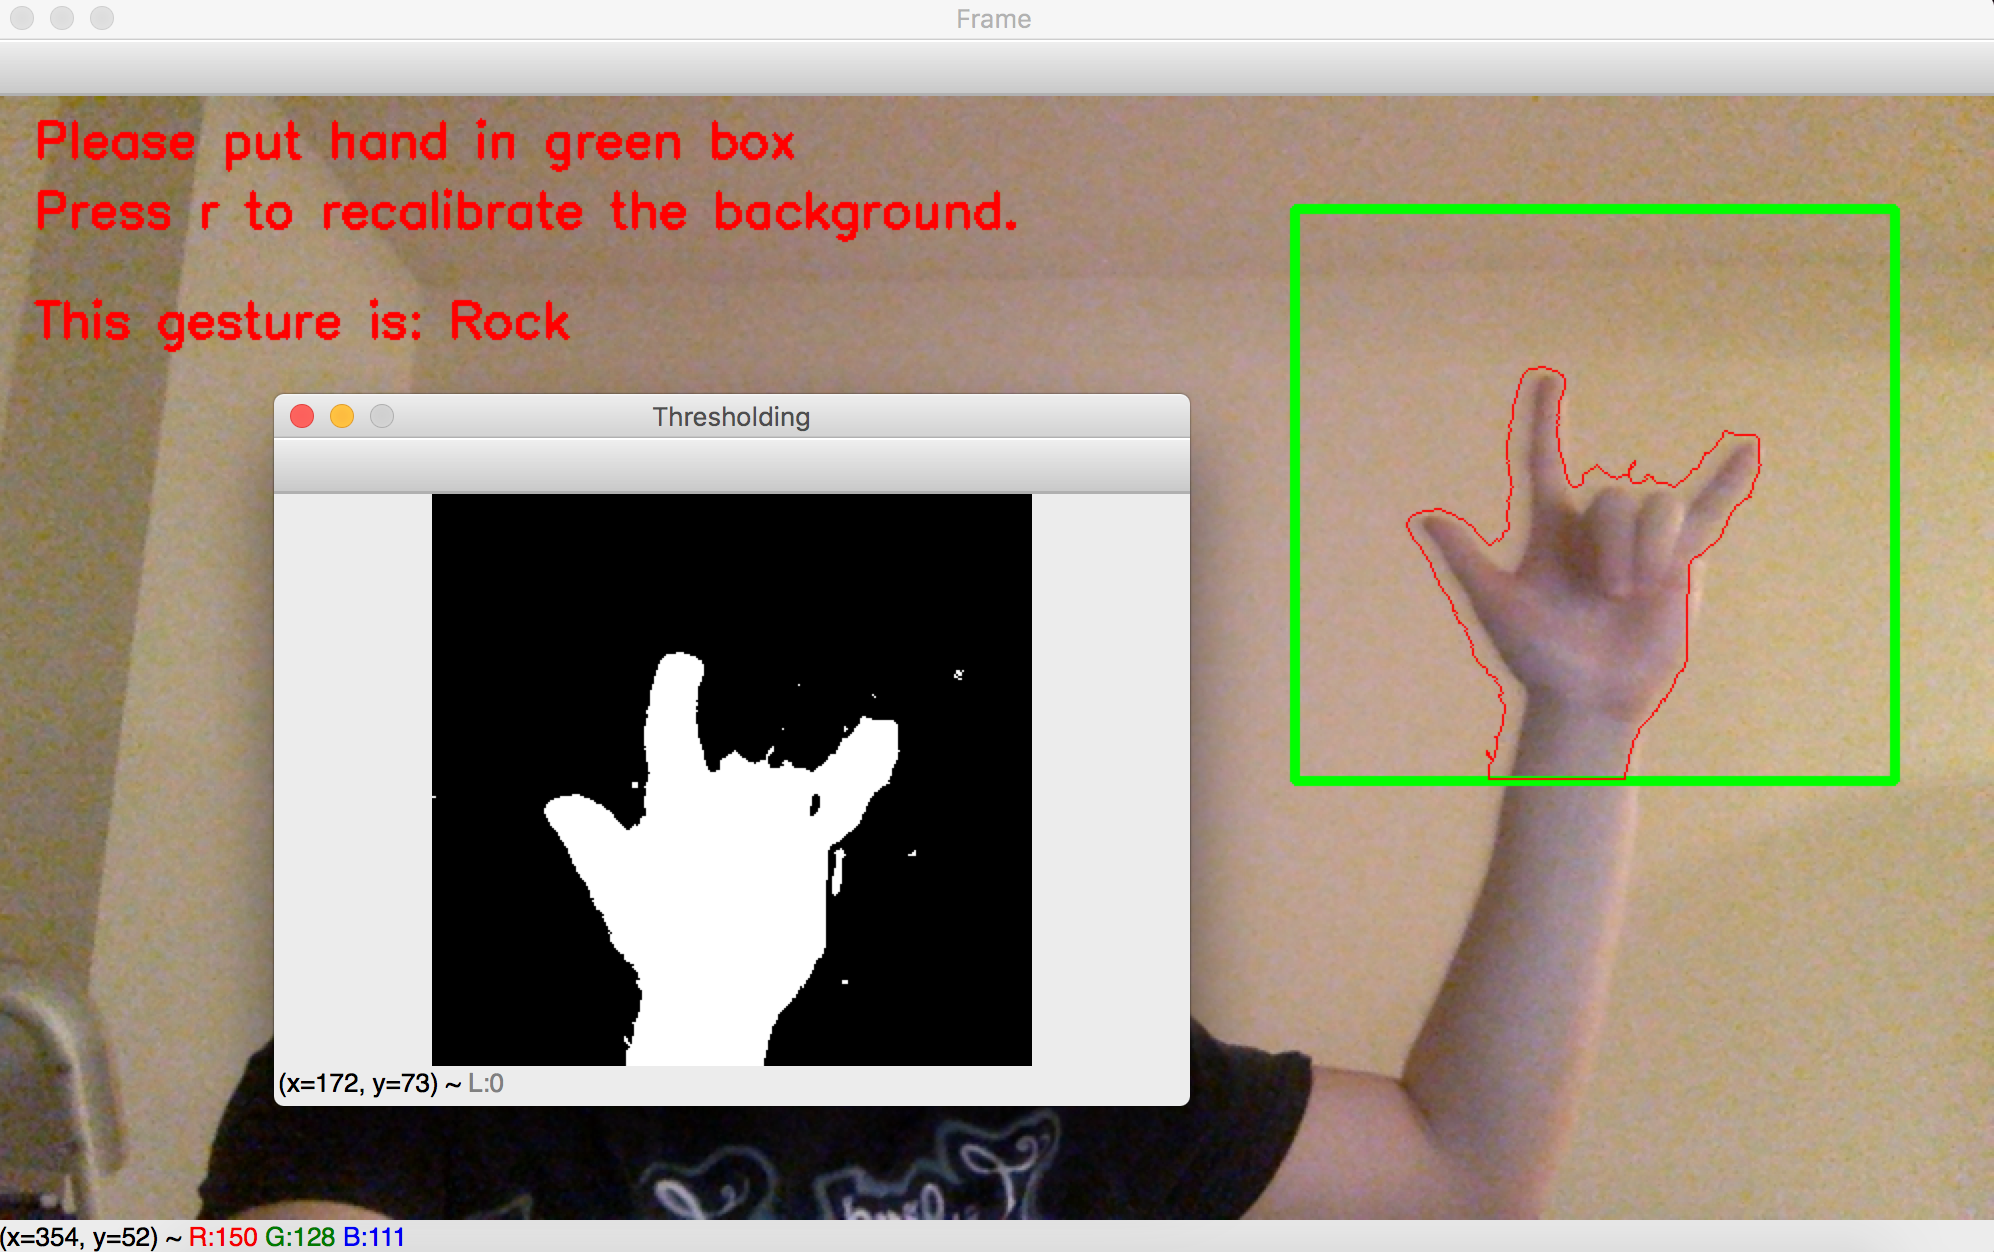 Frame
Please put hand in green box
Press r to recalibrate the background.
This gesture is: Rock
Thresholding
(x=172, y=73) ~ L:0
(x=354, y=52) ~ R:150 G:128 B:111